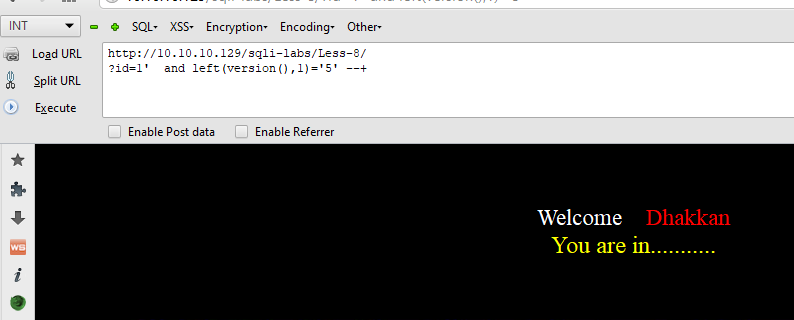 INT SQL XSS Encryption Encoding Other
Load URL
Split URL
Execute
http://10.10.10.129/sqli-labs/Less-8/
?id=1'  and left(version(),1)='5' --+
Enable Post data Enable Referrer
Welcome Dhakkan
You are in...........
WS
i